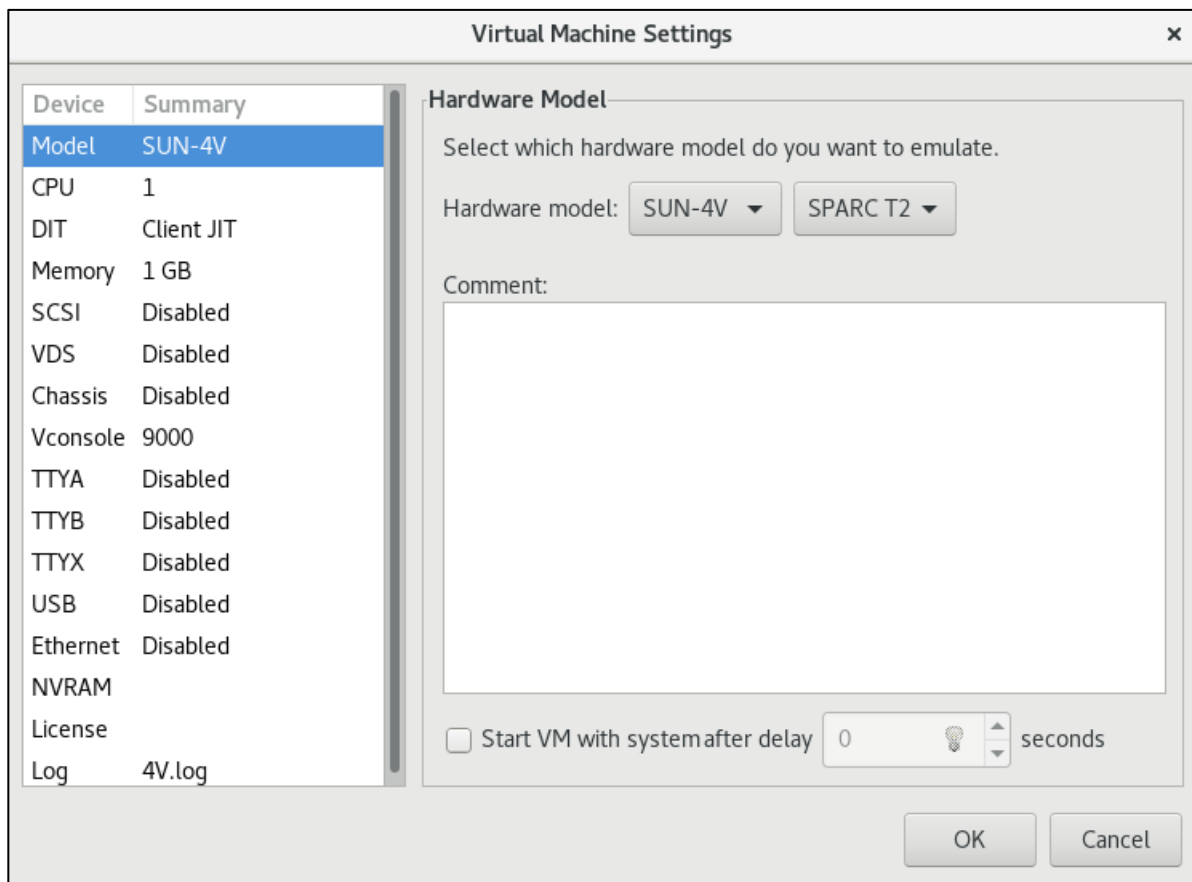 Virtual Machine Settings ×
Device Summary
Model SUN-4V
CPU 1
DIT Client JIT
Memory 1 GB
SCSI Disabled
VDS Disabled
Chassis Disabled
Vconsole 9000
TTYA Disabled
TTYB Disabled
TTYX Disabled
USB Disabled
Ethernet Disabled
NVRAM
License
Log 4V.log
Hardware Model
Select which hardware model do you want to emulate.
Hardware model: SUN-4V SPARC T2
Comment:
Start VM with system after delay 0 seconds
OK Cancel